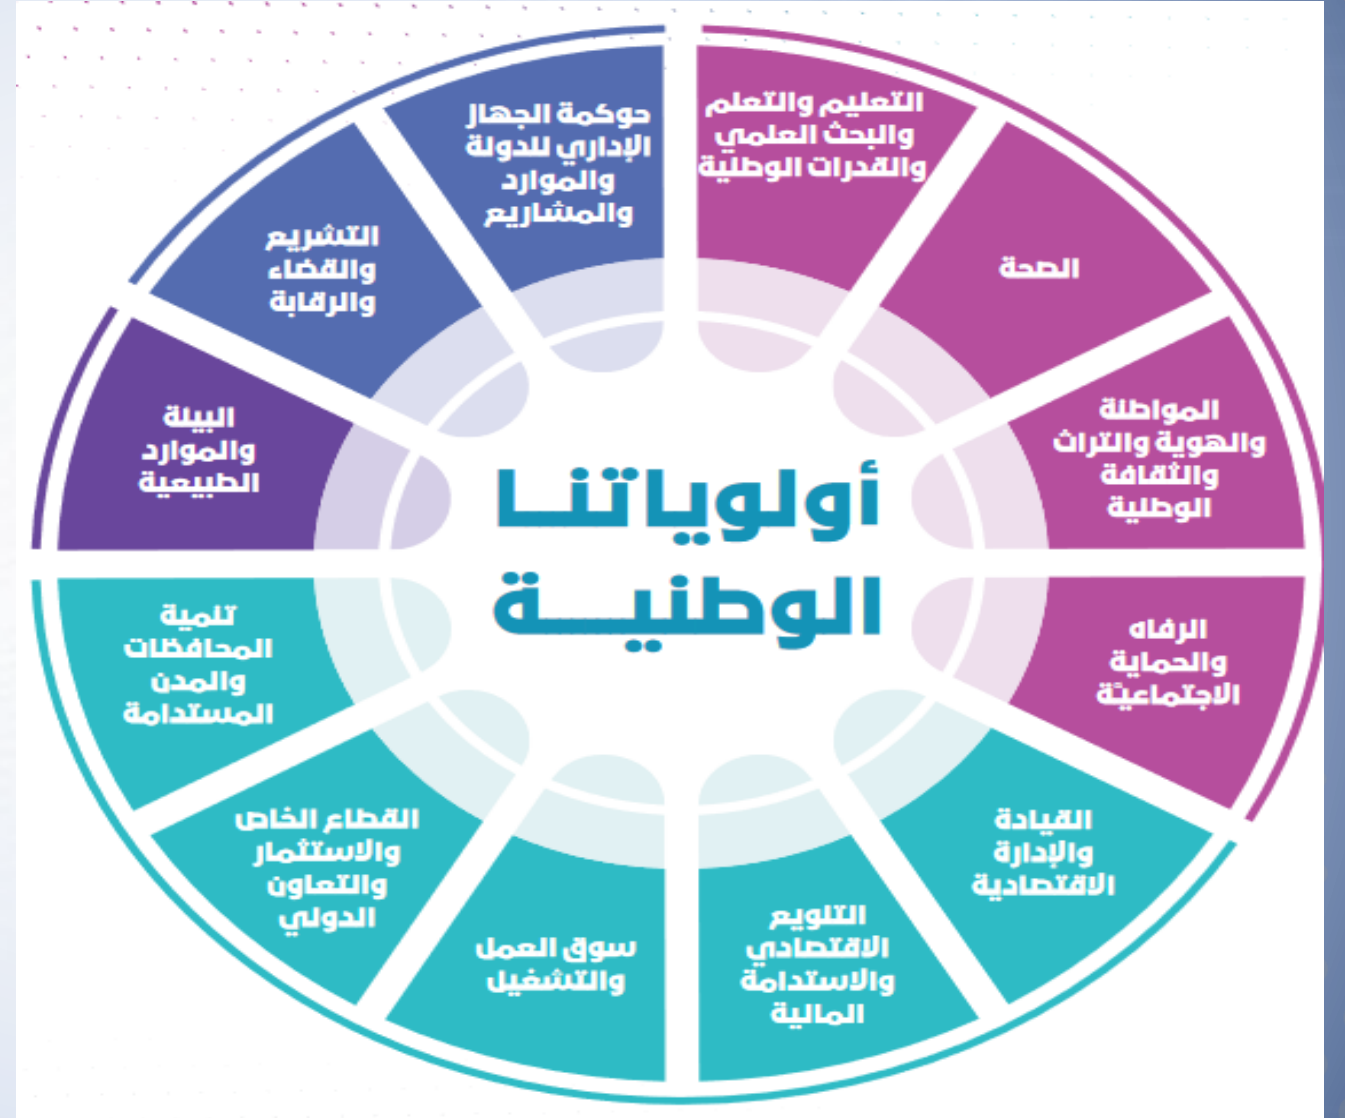 أولوياتنا
الوطنية
التعليم والتعلم
والبحث العلمي
والقدرات الوطنية
الصحة
المواطنة
والهوية والتراث
والثقافة
الوطنية
الرفاه
والحماية
الاجتماعيّة
القيادة
والإدارة
الاقتصادية
التنويع
الاقتصادي
والاستدامة
المالية
سوق العمل
والتشغيل
القطاع الخاص
والاستثمار
والتعاون
الدولي
تنمية
المحافظات
والمدن
المستدامة
البيئة
والموارد
الطبيعية
التشريع
والقضاء
والرقابة
حوكمة الجهاز
الإداري للدولة
والموارد
والمشاريع